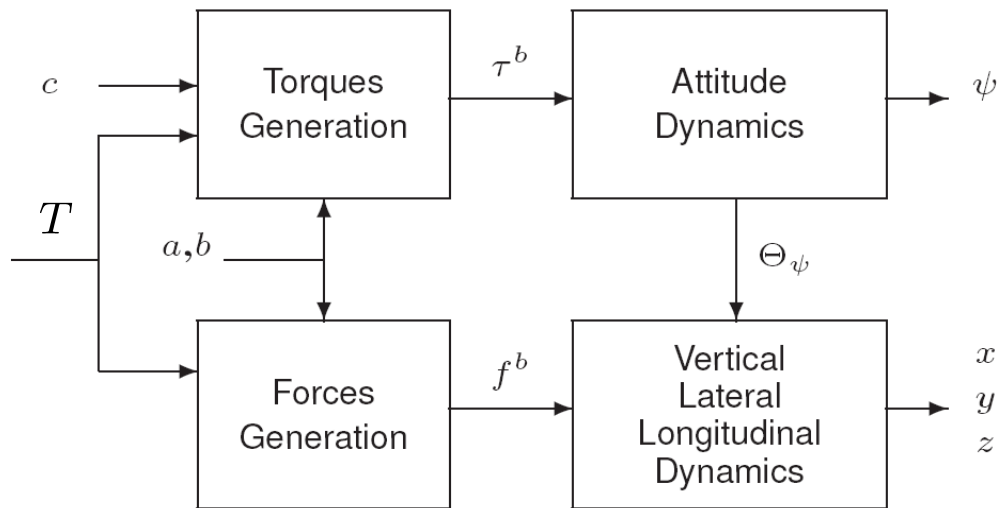 c
Torques
Generation
τ^b
Attitude
Dynamics
ψ
T
a,b
Θ_ψ
Forces
Generation
f^b
Vertical
Lateral
Longitudinal
Dynamics
x
y
z